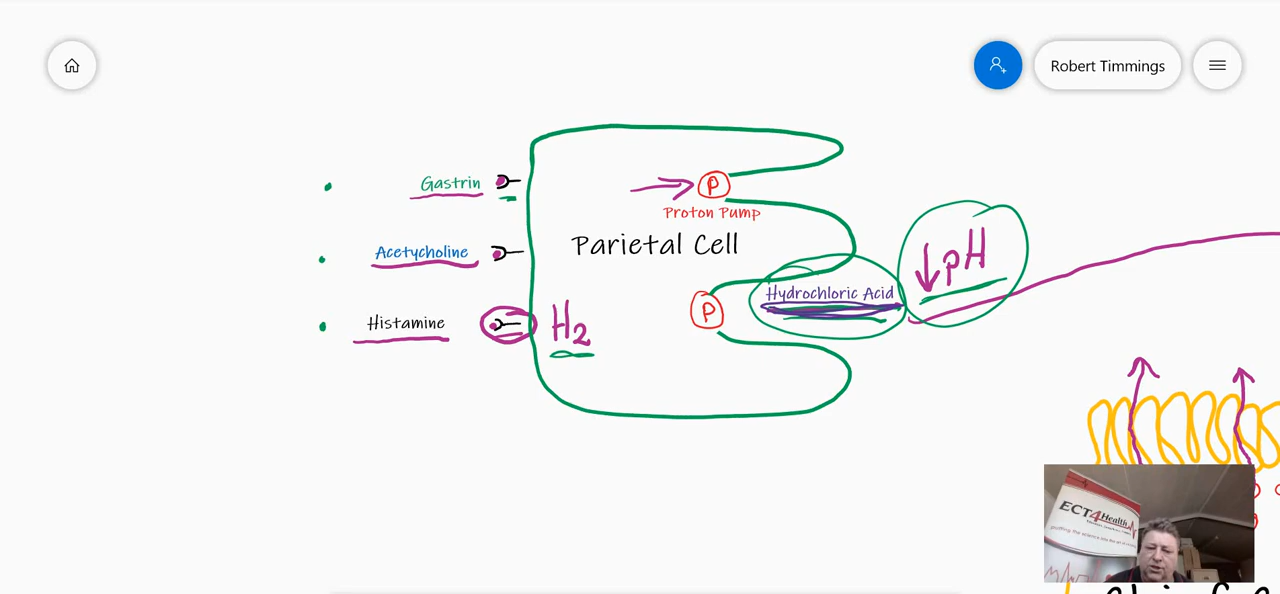 Robert Timmings
Gastrin
P
Proton Pump
Parietal Cell
Acetycholine
↓pH
Hydrochloric Acid
P
Histamine
H2
ECT4Health